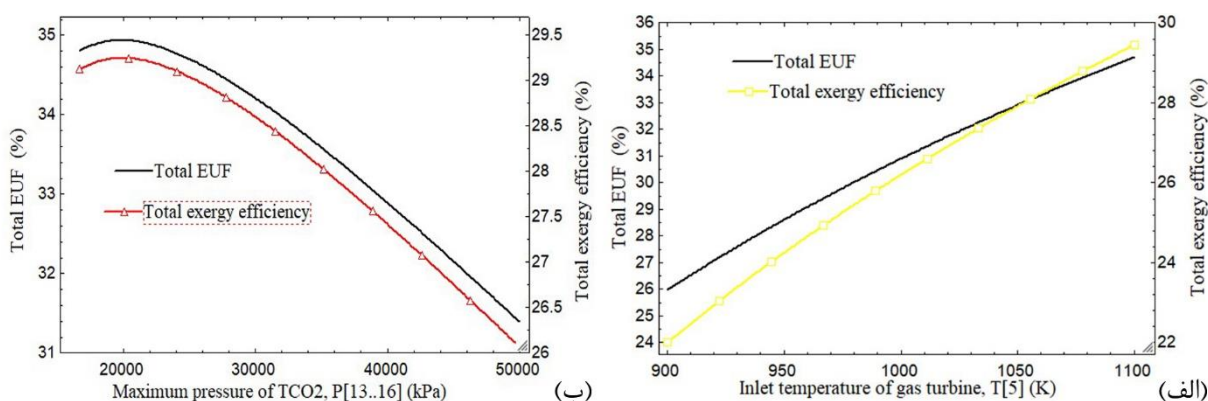 35
34
33
32
31
Total EUF (%)
Total EUF
Total exergy efficiency
29.5
29
28.5
28
27.5
27
26.5
26
Total exergy efficiency (%)
20000 30000 40000 50000
Maximum pressure of TCO2, P[13..16] (kPa)
(ب
36
35
34
33
32
31
30
29
28
27
26
25
24
Total EUF (%)
Total EUF
Total exergy efficiency
30
28
26
24
22
Total exergy efficiency (%)
900 950 1000 1050 1100
Inlet temperature of gas turbine, T[5] (K)
(الف